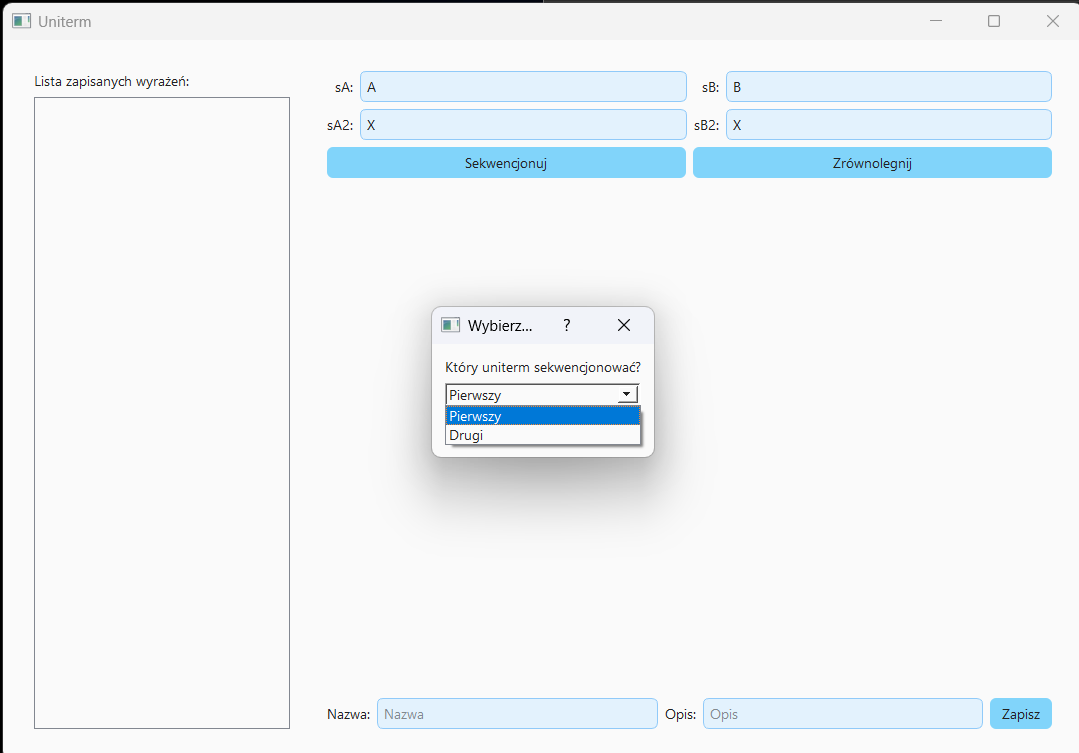 Uniterm
Lista zapisanych wyrażeń:
sA: A sB: B
sA2: X sB2: X
Sekwencjonuj Zrównolegnij
Wybierz... ?
Który uniterm sekwencjonować?
Pierwszy
Pierwszy
Drugi
Nazwa: Nazwa Opis: Opis Zapisz